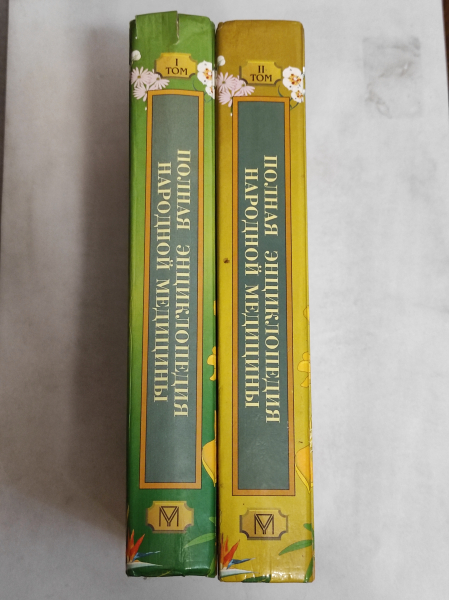 I
ТОМ
ПОЛНАЯ ЭНЦИКЛОПЕДИЯ
НАРОДНОЙ МЕДИЦИНЫ
II
ТОМ
ПОЛНАЯ ЭНЦИКЛОПЕДИЯ
НАРОДНОЙ МЕДИЦИНЫ